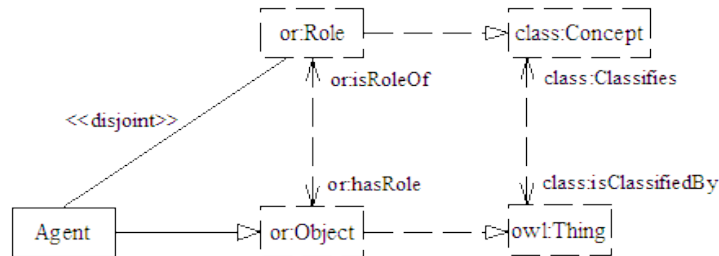 or:Role
class:Concept
or:isRoleOf
class:Classifies
<<disjoint>>
or:hasRole
class:isClassifiedBy
Agent
or:Object
owl:Thing